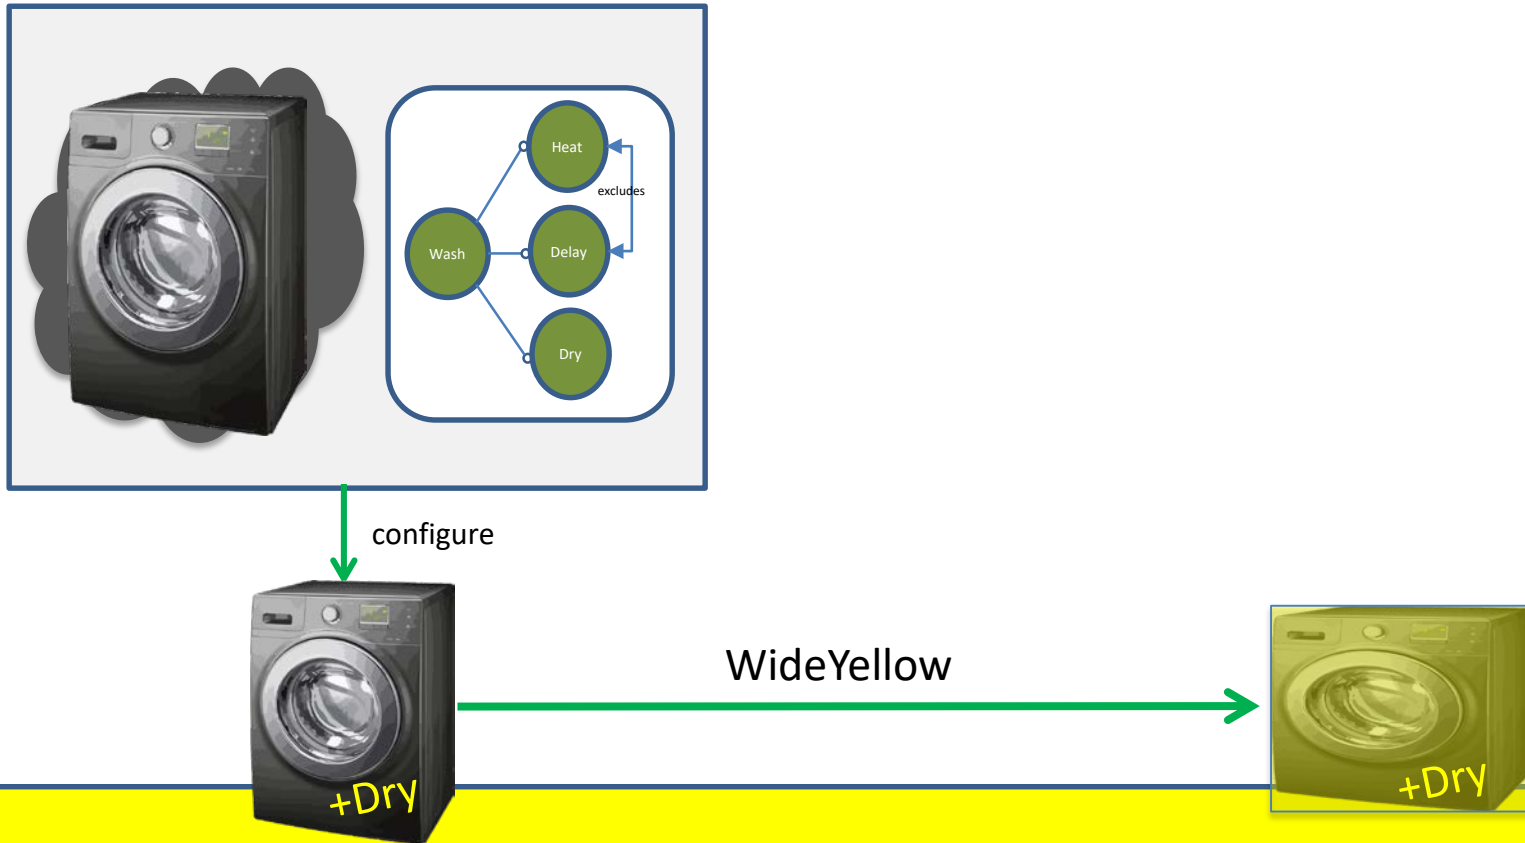 Heat
excludes
Wash
Delay
Dry
configure
WideYellow
+Dry
+Dry